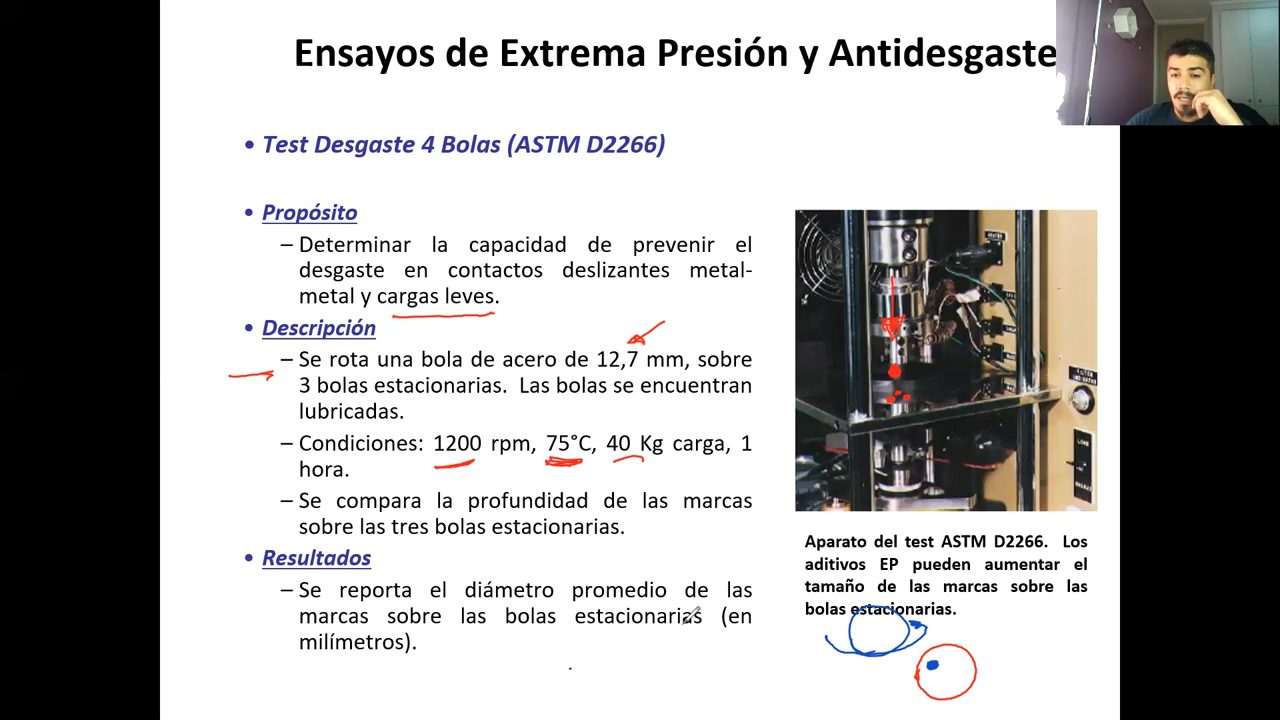 Ensayos de Extrema Presión y Antidesgaste
• Test Desgaste 4 Bolas (ASTM D2266)
• Propósito
– Determinar la capacidad de prevenir el
desgaste en contactos deslizantes metal-
metal y cargas leves.
• Descripción
– Se rota una bola de acero de 12,7 mm, sobre
3 bolas estacionarias. Las bolas se encuentran
lubricadas.
– Condiciones: 1200 rpm, 75°C, 40 Kg carga, 1
hora.
– Se compara la profundidad de las marcas
sobre las tres bolas estacionarias.
• Resultados
– Se reporta el diámetro promedio de las
marcas sobre las bolas estacionarias (en
milímetros).
Aparato del test ASTM D2266. Los
aditivos EP pueden aumentar el
tamaño de las marcas sobre las
bolas estacionarias.